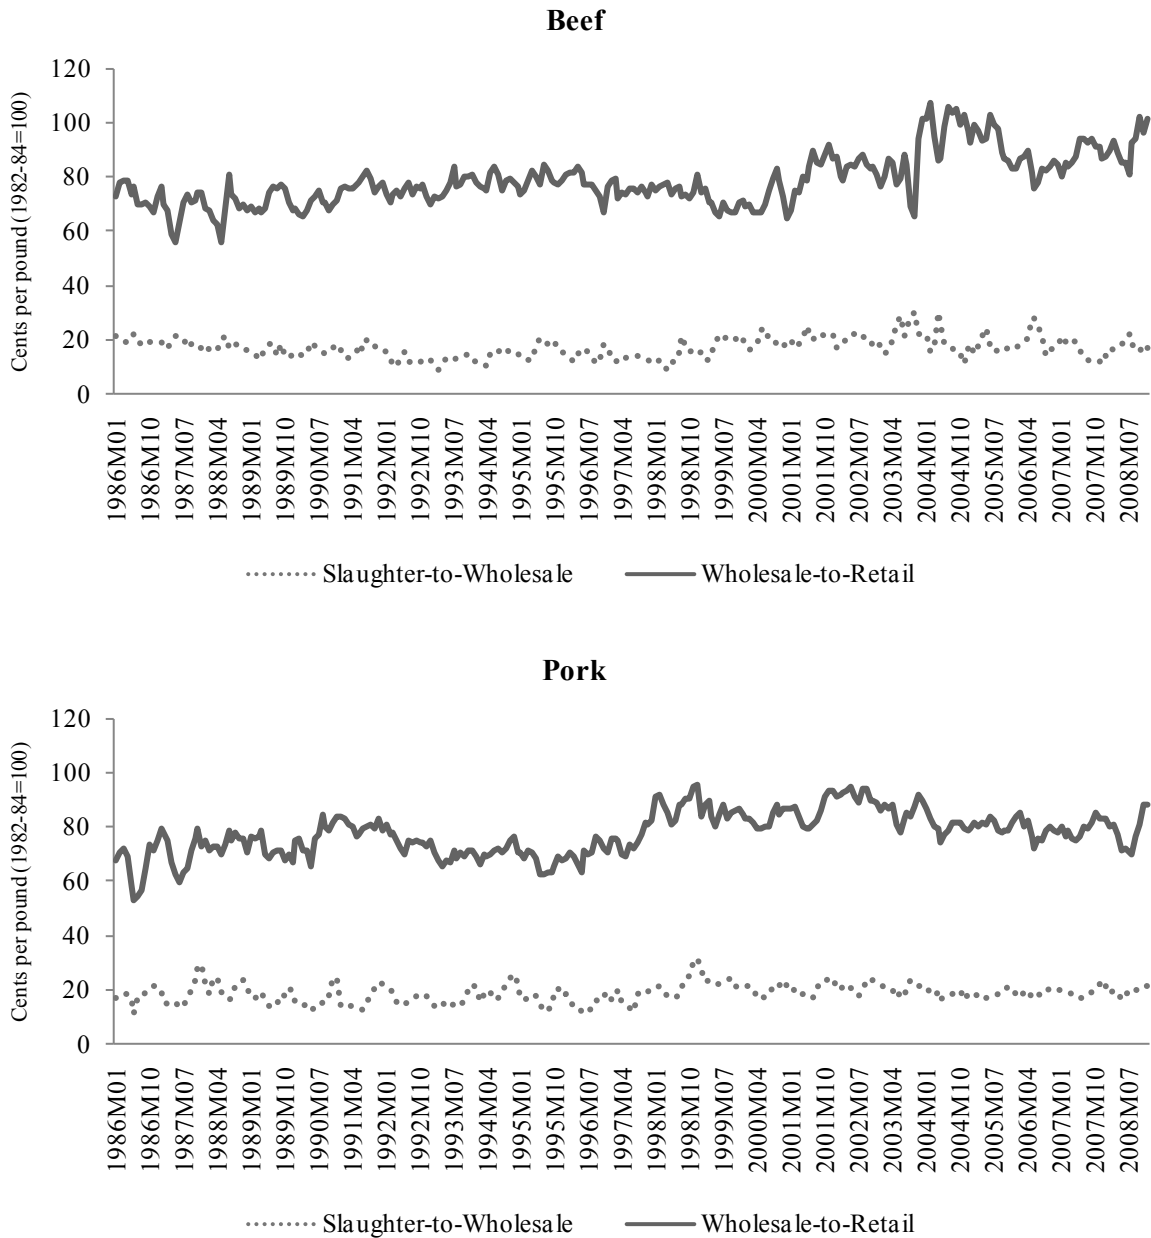 Beef
Cents per pound (1982-84=100)
120
100
80
60
40
20
0
1986M01
1986M10
1987M07
1988M04
1989M01
1989M10
1990M07
1991M04
1992M01
1992M10
1993M07
1994M04
1995M01
1995M10
1996M07
1997M04
1998M01
1998M10
1999M07
2000M04
2001M01
2001M10
2002M07
2003M04
2004M01
2004M10
2005M07
2006M04
2007M01
2007M10
2008M07
Slaughter-to-Wholesale
Wholesale-to-Retail
Pork
Cents per pound (1982-84=100)
120
100
80
60
40
20
0
1986M01
1986M10
1987M07
1988M04
1989M01
1989M10
1990M07
1991M04
1992M01
1992M10
1993M07
1994M04
1995M01
1995M10
1996M07
1997M04
1998M01
1998M10
1999M07
2000M04
2001M01
2001M10
2002M07
2003M04
2004M01
2004M10
2005M07
2006M04
2007M01
2007M10
2008M07
Slaughter-to-Wholesale
Wholesale-to-Retail